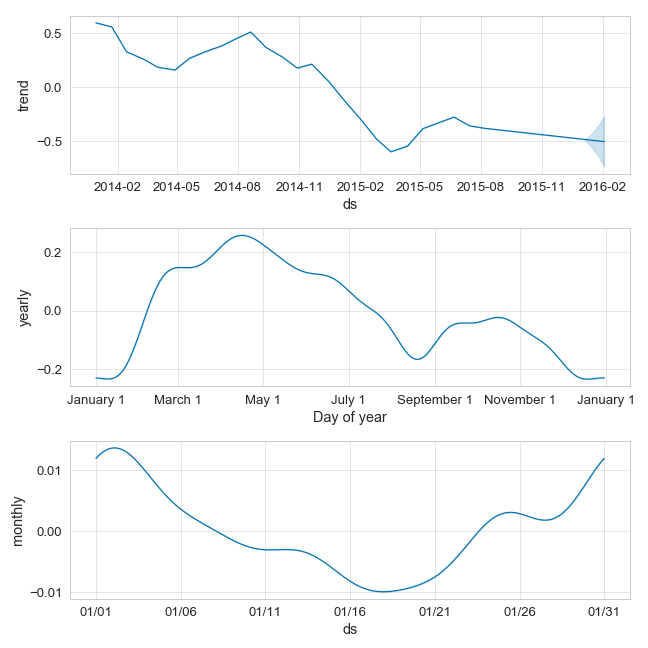 0.5
0.0
−0.5
trend
2014-02 2014-05 2014-08 2014-11 2015-02 2015-05 2015-08 2015-11 2016-02
ds
0.2
0.0
−0.2
yearly
January 1 March 1 May 1 July 1 September 1 November 1 January 1
Day of year
0.01
0.00
−0.01
monthly
01/01 01/06 01/11 01/16 01/21 01/26 01/31
ds